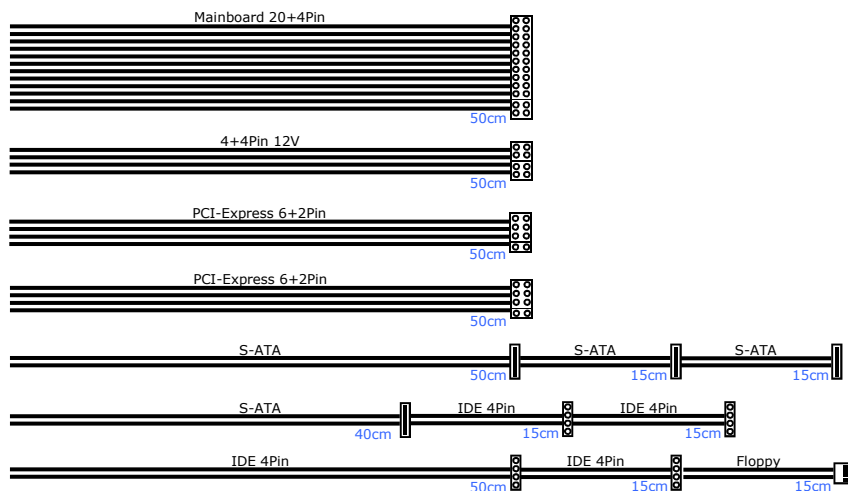 Mainboard 20+4Pin
50cm
4+4Pin 12V
50cm
PCI-Express 6+2Pin
50cm
PCI-Express 6+2Pin
50cm
S-ATA S-ATA S-ATA
50cm 15cm 15cm
S-ATA IDE 4Pin IDE 4Pin
40cm 15cm 15cm
IDE 4Pin IDE 4Pin Floppy
50cm 15cm 15cm